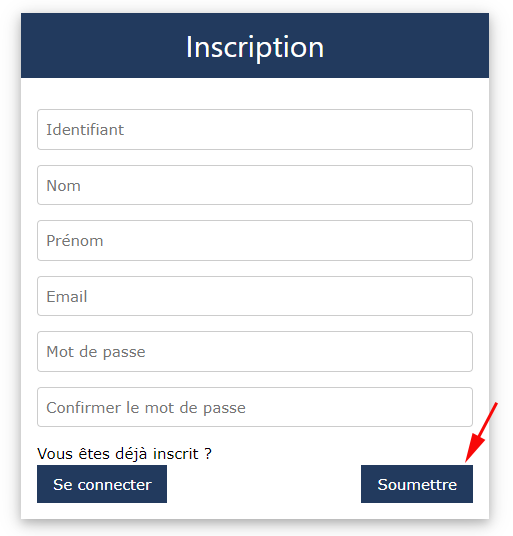 Inscription
Identifiant
Nom
Prénom
Email
Mot de passe
Confirmer le mot de passe
Vous êtes déjà inscrit ?
Se connecter
Soumettre